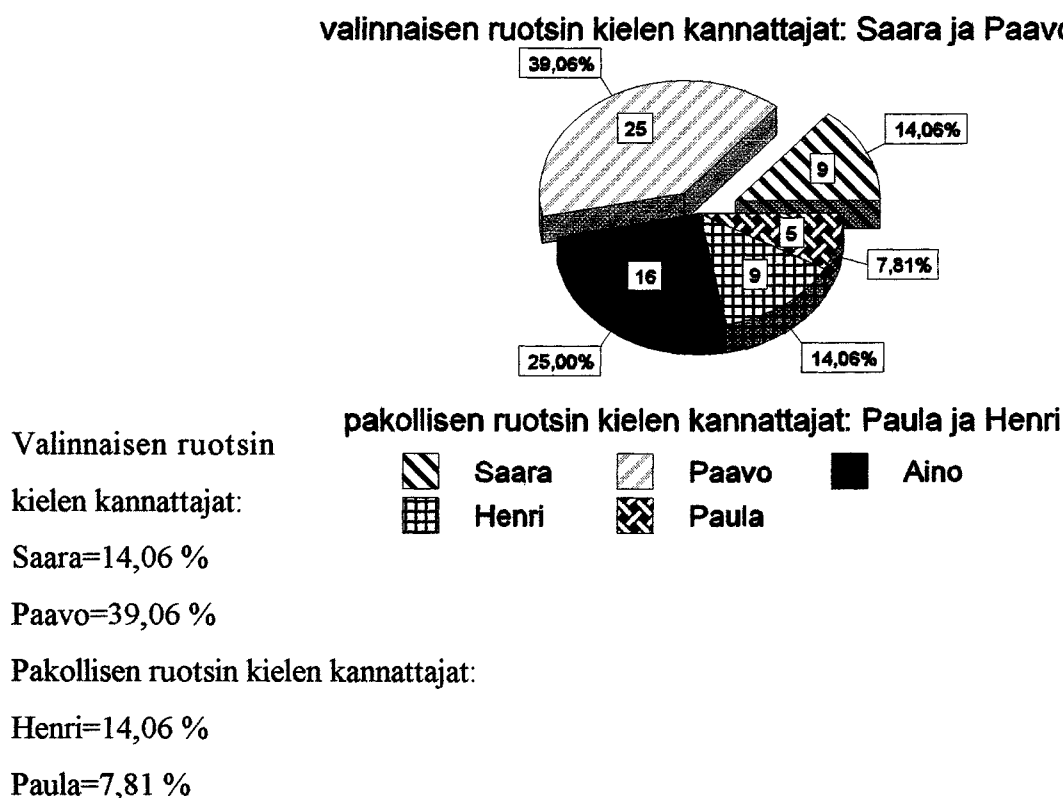 valinnaisen ruotsin kielen kannattajat: Saara ja Paavo
39,06%
25
14,06%
9
5
7,81%
16
9
25,00%
14,06%
pakollisen ruotsin kielen kannattajat: Paula ja Henri
Saara Paavo Aino
Henri Paula
Valinnaisen ruotsin
kielen kannattajat:
Saara=14,06 %
Paavo=39,06 %
Pakollisen ruotsin kielen kannattajat:
Henri=14,06 %
Paula=7,81 %